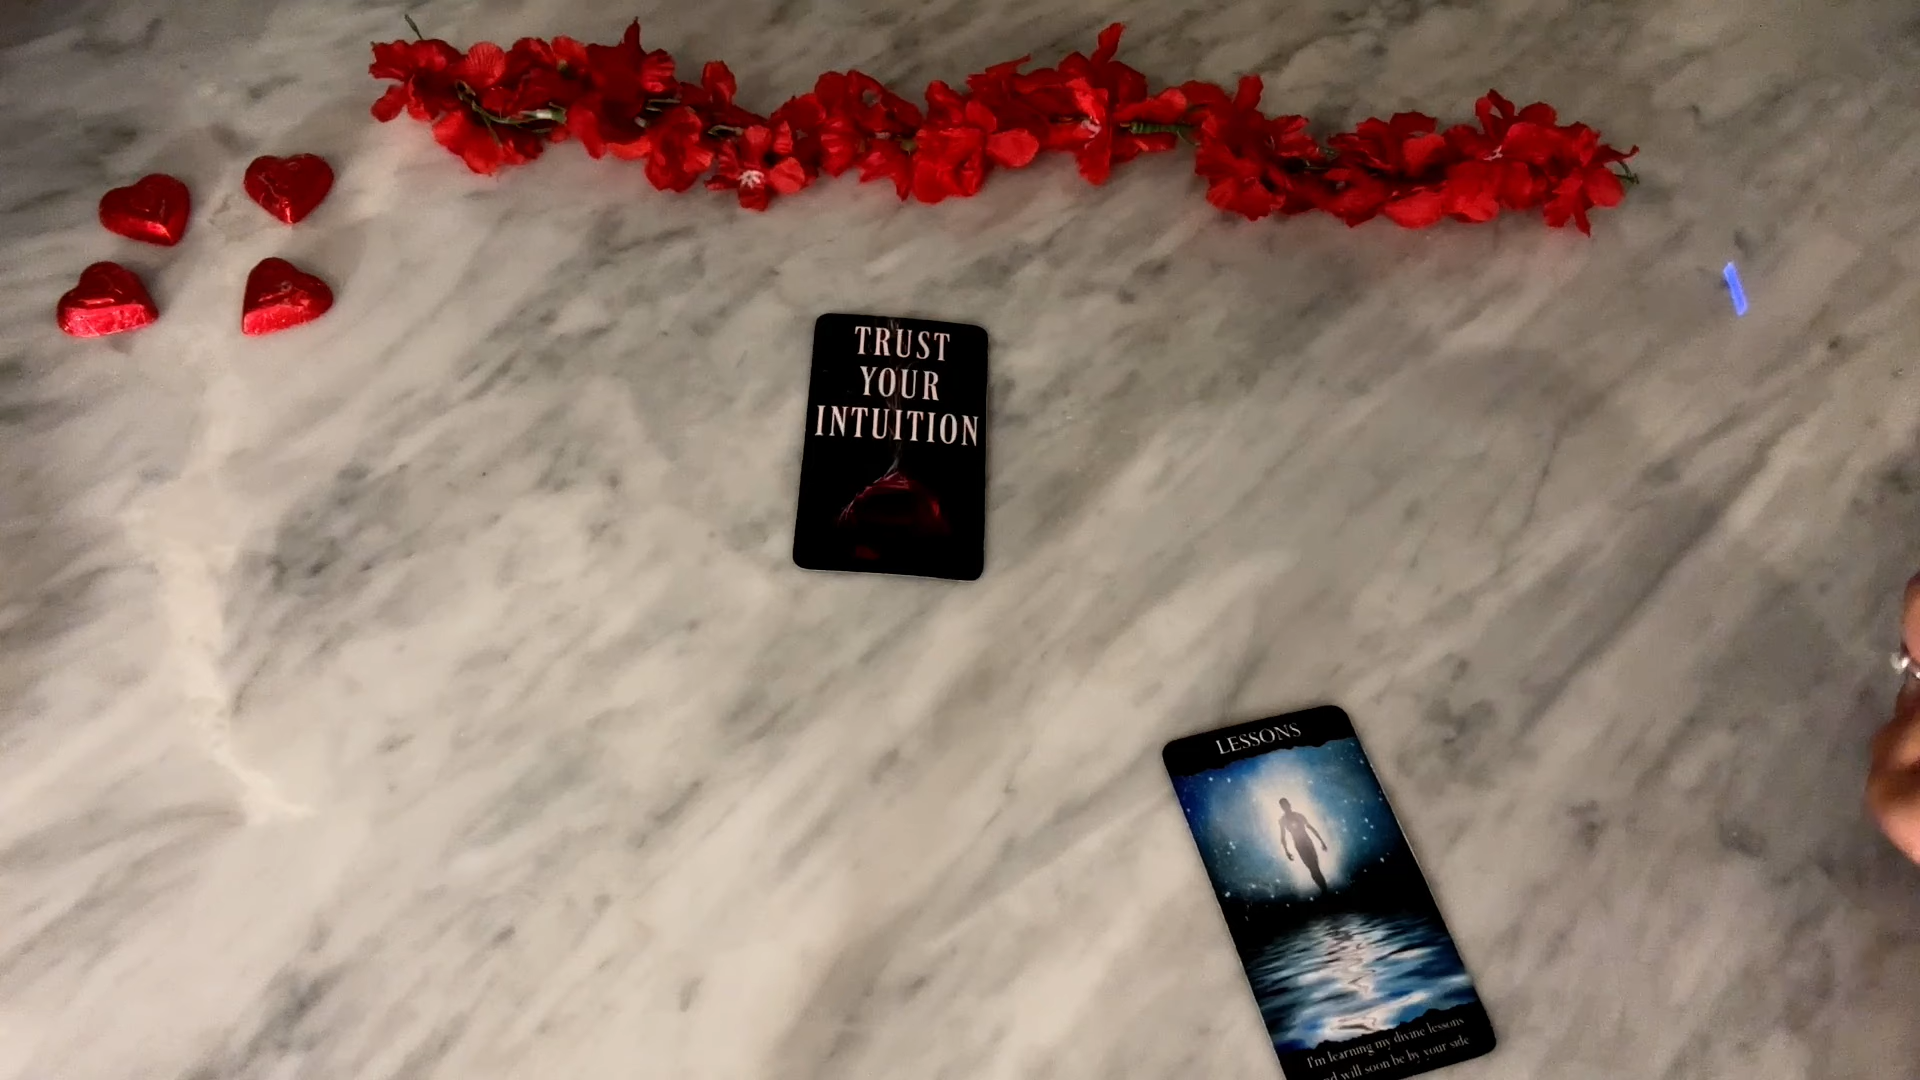 TRUST
YOUR
INTUITION
LESSONS
I'm learning my divine lessons
will soon be by your side